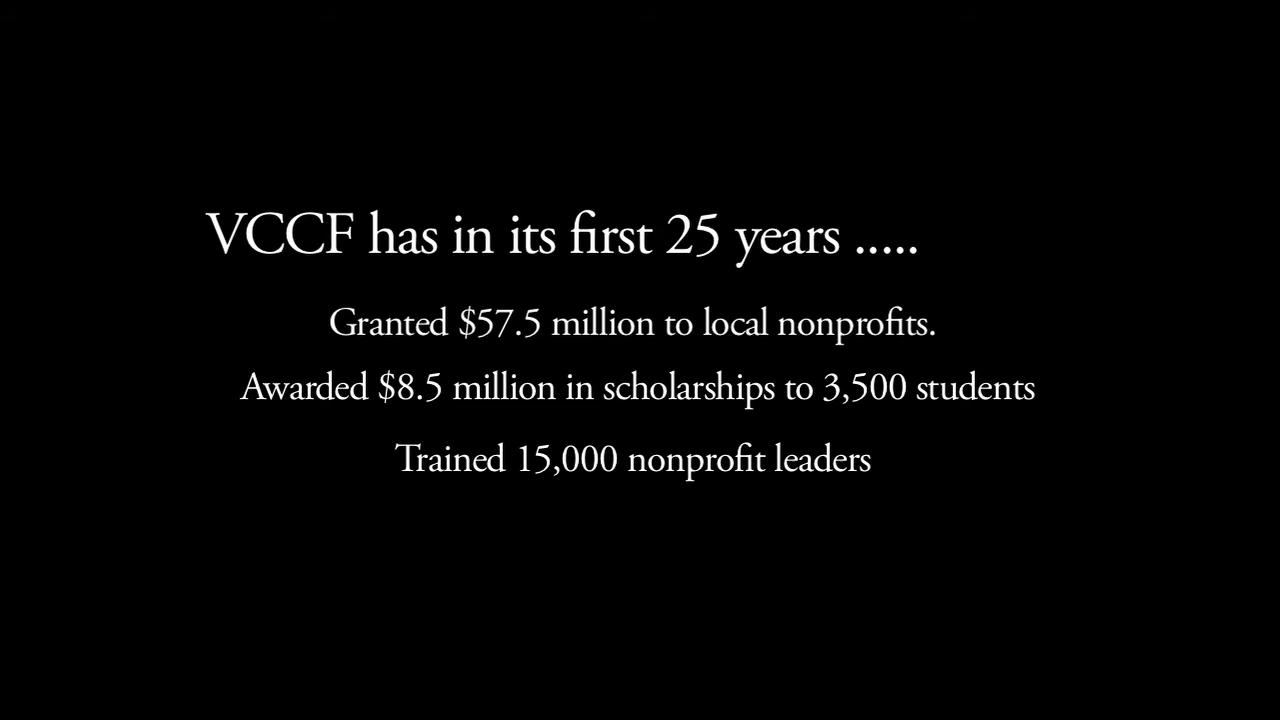 VCCF has in its first 25 years .....
Granted $57.5 million to local nonprofits.
Awarded $8.5 million in scholarships to 3,500 students
Trained 15,000 nonprofit leaders